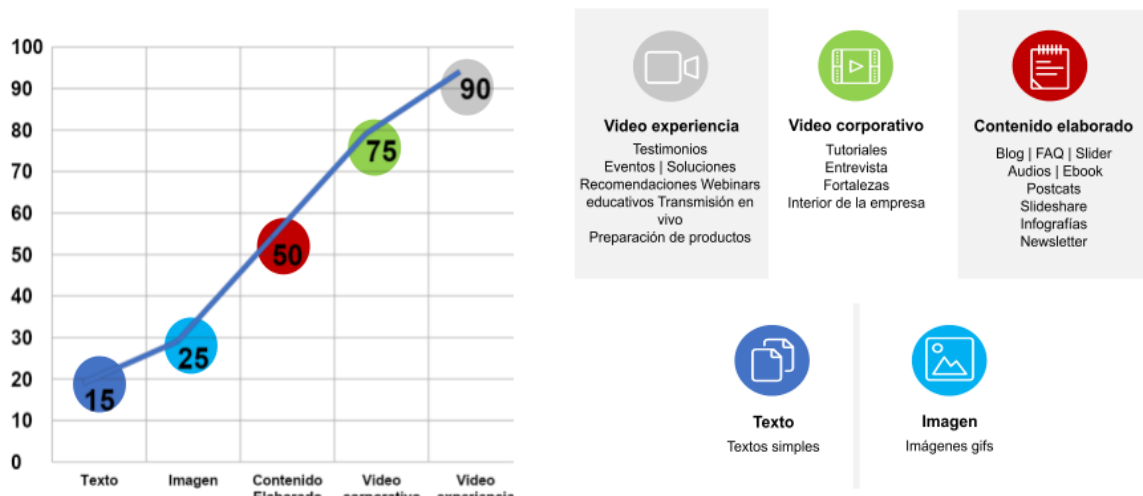 100
90
80
70
60
50
40
30
20
10
0
15
25
50
75
90
Texto
Imagen
Contenido
Elaborado
Video
corporativo
Video
experiencia
Video experiencia
Testimonios
Eventos | Soluciones
Recomendaciones Webinars
educativos Transmisión en
vivo
Preparación de productos
Video corporativo
Tutoriales
Entrevista
Fortalezas
Interior de la empresa
Contenido elaborado
Blog | FAQ | Slider
Audios | Ebook
Postcats
Slideshare
Infografías
Newsletter
Texto
Textos simples
Imagen
Imágenes gifs